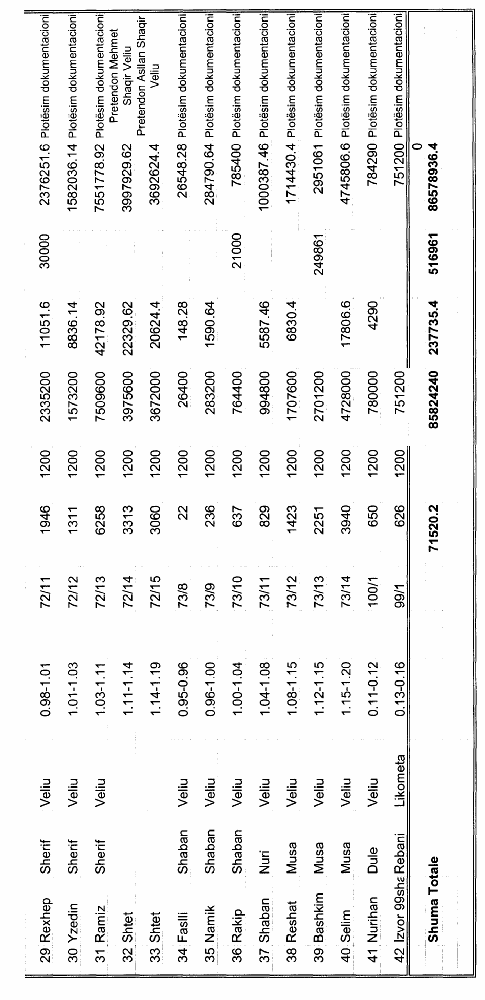 29 Rexhep Sherif Veliu 0.98-1.01 72/11 1946 1200 2335200 11051.6 30000 2376251.6 Plotësim dokumentacioni
30 Yzedin Sherif Veliu 1.01-1.03 72/12 1311 1200 1573200 8836.14 1582036.14 Plotësim dokumentacioni
31 Ramiz Sherif Veliu 1.03-1.11 72/13 6258 1200 7509600 42178.92 7551778.92 Plotësim dokumentacioni
Pretendon Mehmet
32 Shtet 1.11-1.14 72/14 3313 1200 3975600 22329.62 3997929.62 Shaqir Veliu
Pretendon Asllan Shaqir
33 Shtet 1.14-1.19 72/15 3060 1200 3672000 20624.4 3692624.4 Veliu
34 Faslli Shaban Veliu 0.95-0.96 73/8 22 1200 26400 148.28 26548.28 Plotësim dokumentacioni
35 Namik Shaban Veliu 0.96-1.00 73/9 236 1200 283200 1590.64 284790.64 Plotësim dokumentacioni
36 Rakip Shaban Veliu 1.00-1.04 73/10 637 1200 764400 21000 785400 Plotësim dokumentacioni
37 Shaban Nuri Veliu 1.04-1.08 73/11 829 1200 994800 5587.46 1000387.46 Plotësim dokumentacioni
38 Reshat Musa Veliu 1.08-1.15 73/12 1423 1200 1707600 6830.4 1714430.4 Plotësim dokumentacioni
39 Bashkim Musa Veliu 1.12-1.15 73/13 2251 1200 2701200 249861 2951061 Plotësim dokumentacioni
40 Selim Musa Veliu 1.15-1.20 73/14 3940 1200 4728000 17806.6 4745806.6 Plotësim dokumentacioni
41 Nurihan Dule Veliu 0.11-0.12 100/1 650 1200 780000 4290 784290 Plotësim dokumentacioni
42 Izvor 99sha Rebani Likometa 0.13-0.16 99/1 626 1200 751200 751200 Plotësim dokumentacioni
0
Shuma Totale 71520.2 85824240 237735.4 516961 86578936.4